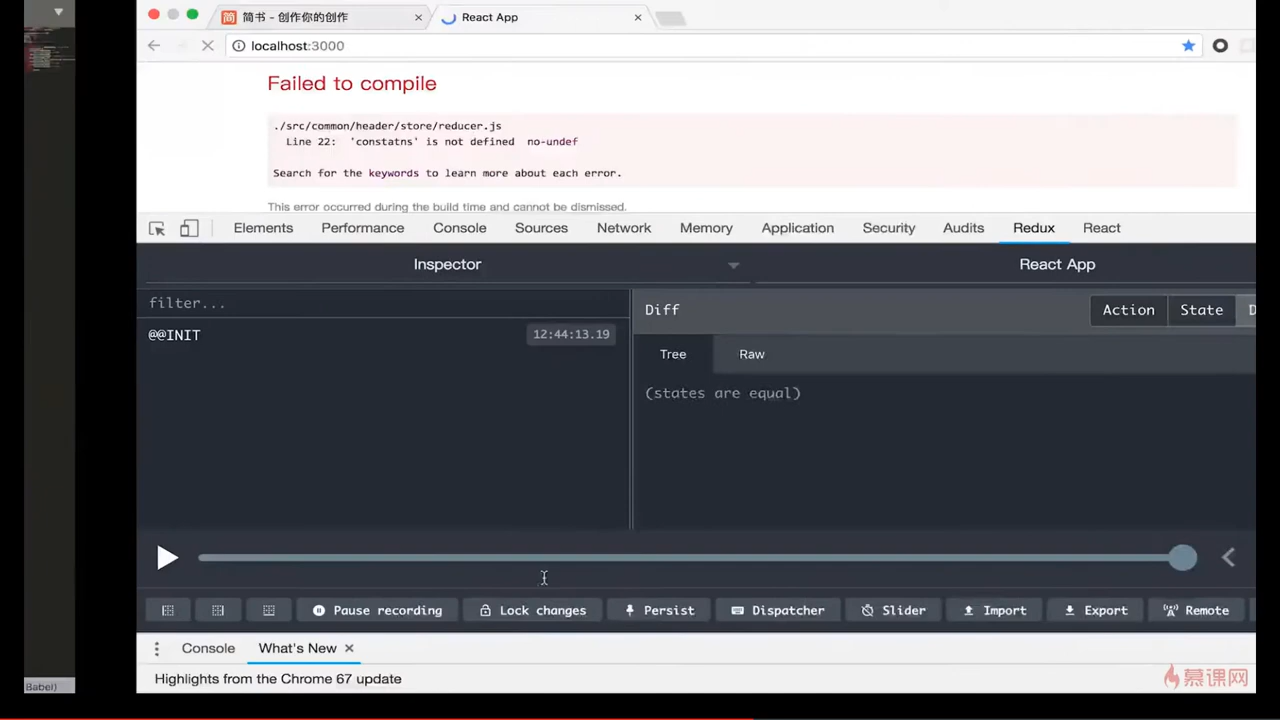 简 简书 - 创作你的创作 ×
React App ×
localhost:3000
Failed to compile
./src/common/header/store/reducer.js
Line 22: 'constatns' is not defined no-undef
Search for the keywords to learn more about each error.
This error occurred during the build time and cannot be dismissed.
Elements Performance Console Sources Network Memory Application Security Audits Redux React
Inspector React App
filter...
Diff Action State D
@@INIT 12:44:13.19
Tree Raw
(states are equal)
Pause recording Lock changes Persist Dispatcher Slider Import Export Remote
Console What's New ×
Highlights from the Chrome 67 update
慕课网
Babel)